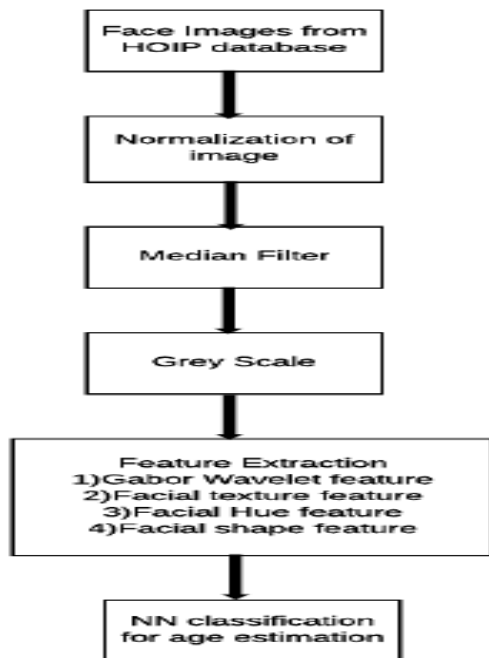 Face Images from
HOIP database
Normalization of
image
Median Filter
Grey Scale
Feature Extraction
1)Gabor Wavelet feature
2)Facial texture feature
3)Facial Hue feature
4)Facial shape feature
NN classification
for age estimation